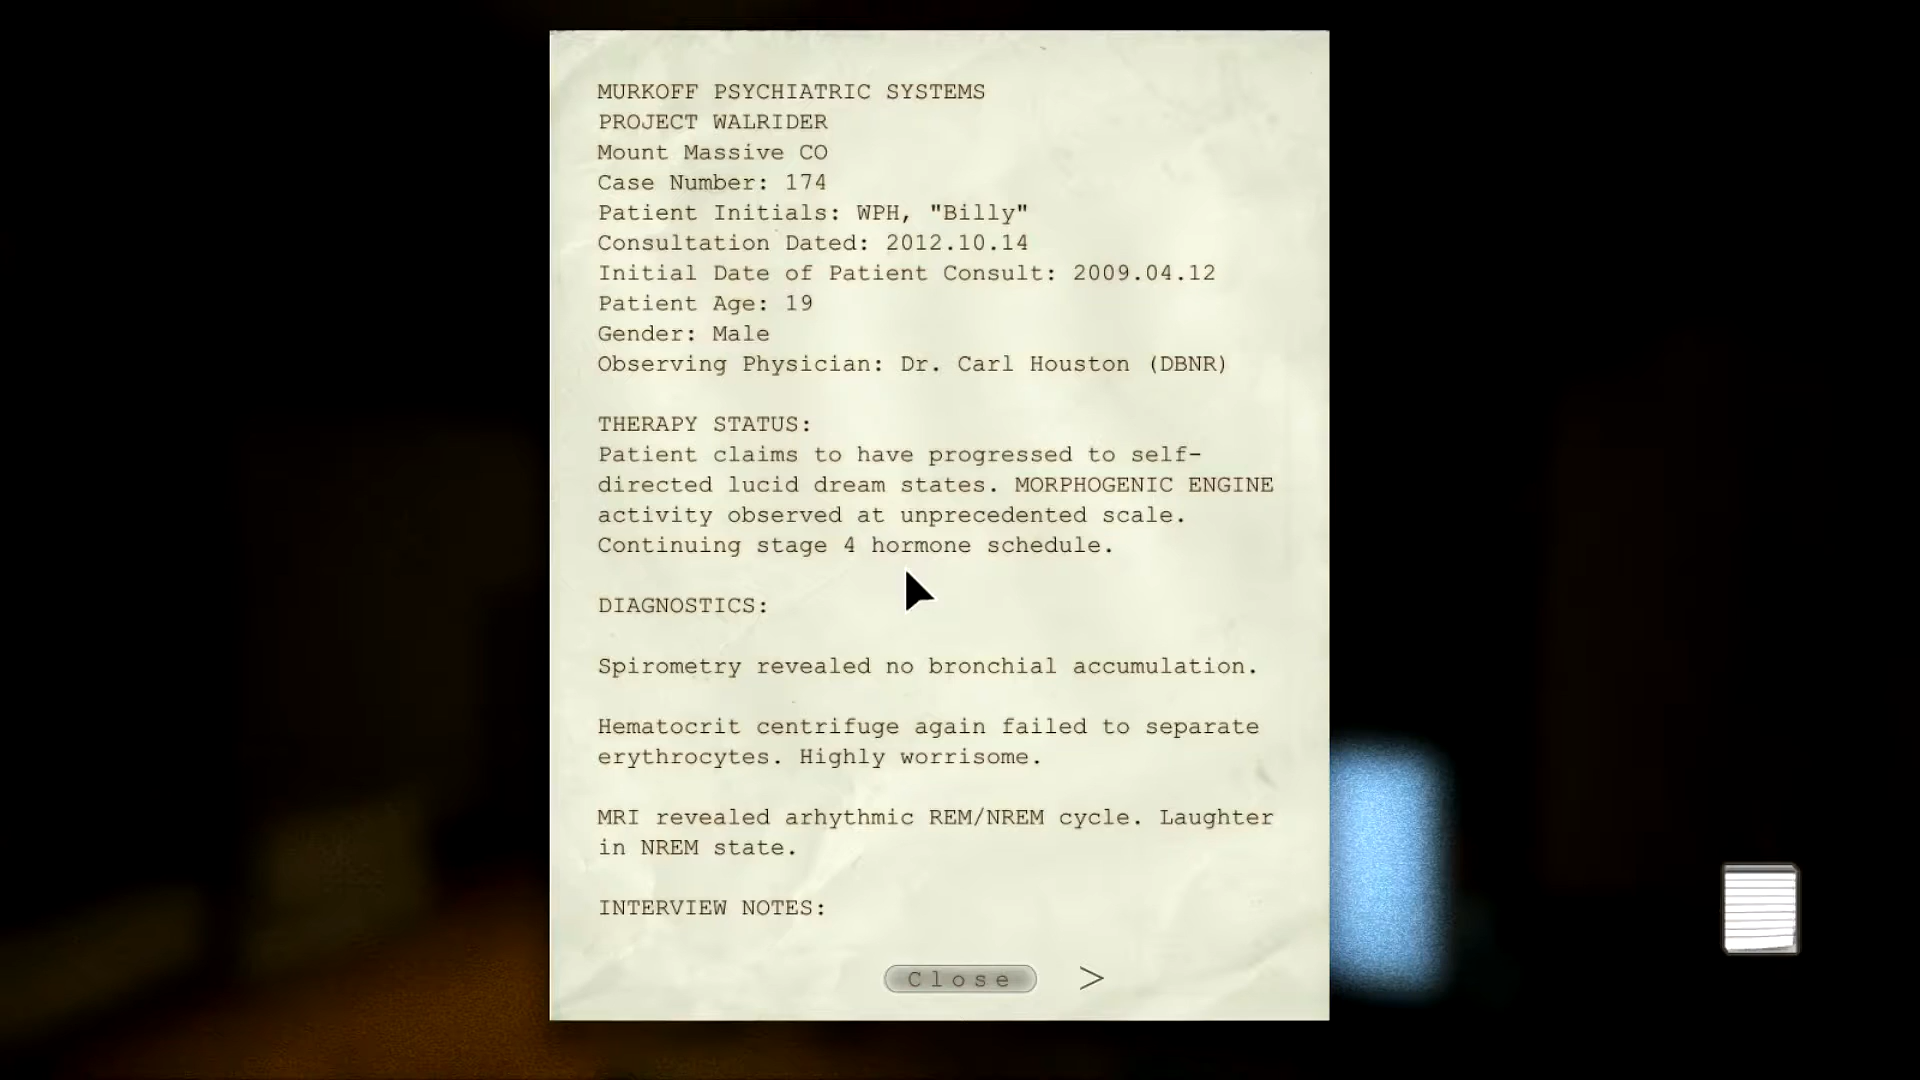 MURKOFF PSYCHIATRIC SYSTEMS
PROJECT WALRIDER
Mount Massive CO
Case Number: 174
Patient Initials: WPH, "Billy"
Consultation Dated: 2012.10.14
Initial Date of Patient Consult: 2009.04.12
Patient Age: 19
Gender: Male
Observing Physician: Dr. Carl Houston (DBNR)
THERAPY STATUS:
Patient claims to have progressed to self-
directed lucid dream states. MORPHOGENIC ENGINE
activity observed at unprecedented scale.
Continuing stage 4 hormone schedule.
DIAGNOSTICS:
Spirometry revealed no bronchial accumulation.
Hematocrit centrifuge again failed to separate
erythrocytes. Highly worrisome.
MRI revealed arhythmic REM/NREM cycle. Laughter
in NREM state.
INTERVIEW NOTES:
Close >